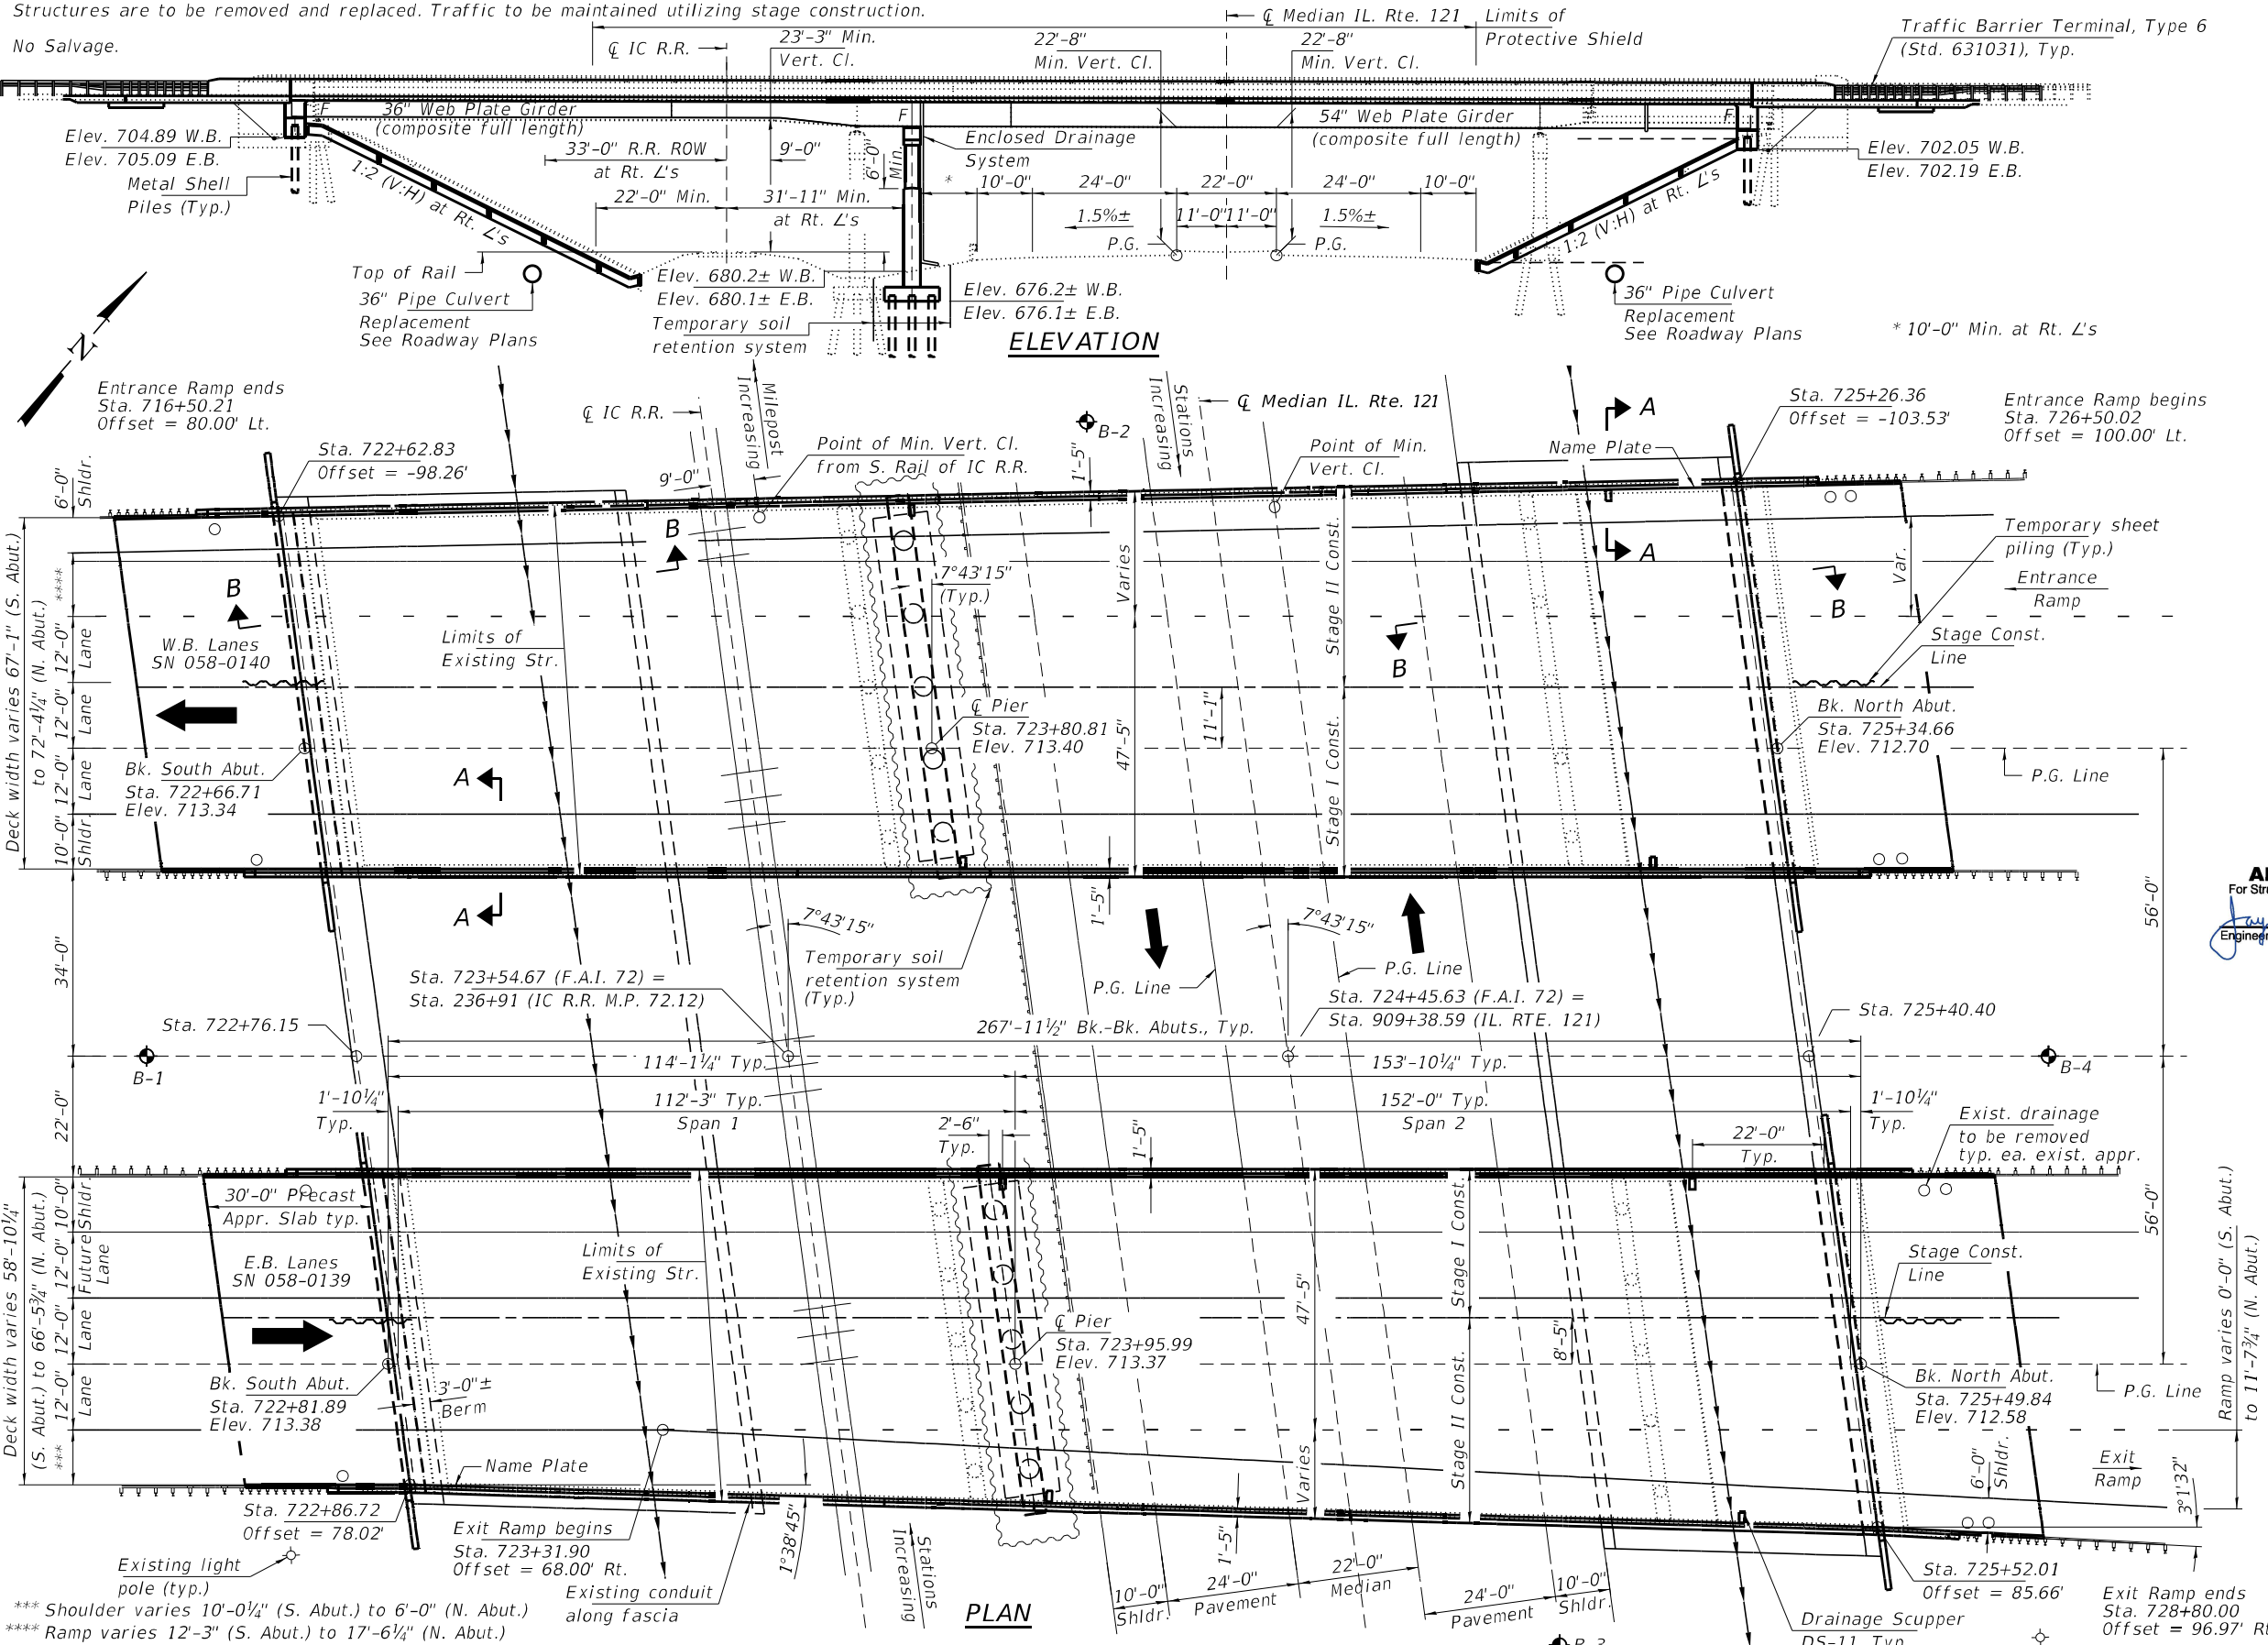 Structures are to be removed and replaced. Traffic to be maintained utilizing stage construction.
No Salvage.
℄ IC R.R.
23'-3" Min.
Vert. Cl.
22'-8"
Min. Vert. Cl.
℄ Median IL. Rte. 121
22'-8"
Min. Vert. Cl.
Limits of
Protective Shield
Traffic Barrier Terminal, Type 6
(Std. 631031), Typ.
F
36" Web Plate Girder
(composite full length)
F
54" Web Plate Girder
(composite full length)
F
Elev. 704.89 W.B.
Elev. 705.09 E.B.
Metal Shell
Piles (Typ.)
1:2 (V:H) at Rt. ∠'s
33'-0" R.R. ROW
at Rt. ∠'s
9'-0"
6'-0"
Min.
Enclosed Drainage
System
Elev. 702.05 W.B.
Elev. 702.19 E.B.
22'-0" Min.
31'-11" Min.
at Rt. ∠'s
*
10'-0"
24'-0"
22'-0"
24'-0"
10'-0"
1.5%±
11'-0"
11'-0"
1.5%±
P.G.
P.G.
1:2 (V:H) at Rt. ∠'s
Top of Rail
36" Pipe Culvert
Replacement
See Roadway Plans
Elev. 680.2± W.B.
Elev. 680.1± E.B.
Temporary soil
retention system
Elev. 676.2± W.B.
Elev. 676.1± E.B.
ELEVATION
36" Pipe Culvert
Replacement
See Roadway Plans
* 10'-0" Min. at Rt. ∠'s
N
Entrance Ramp ends
Sta. 716+50.21
Offset = 80.00' Lt.
Sta. 722+62.83
Offset = -98.26'
℄ IC R.R.
Milepost
Increasing
9'-0"
Point of Min. Vert. Cl.
from S. Rail of IC R.R.
B-2
1'-5"
Stations
Increasing
℄ Median IL. Rte. 121
Point of Min.
Vert. Cl.
A
Name Plate
A
Sta. 725+26.36
Offset = -103.53'
Entrance Ramp begins
Sta. 726+50.02
Offset = 100.00' Lt.
6'-0"
Shldr.
Deck width varies 67'-1" (S. Abut.)
to 72'-4¼" (N. Abut.)
****
12'-0"
Lane
12'-0"
Lane
12'-0"
Lane
10'-0"
Shldr.
B
B
W.B. Lanes
SN 058-0140
Limits of
Existing Str.
7°43'15"
(Typ.)
Varies
47'-5"
11'-1"
Stage II Const.
Stage I Const.
B
B
Var.
Temporary sheet
piling (Typ.)
Entrance
Ramp
Stage Const.
Line
Bk. South Abut.
Sta. 722+66.71
Elev. 713.34
A
℄ Pier
Sta. 723+80.81
Elev. 713.40
Bk. North Abut.
Sta. 725+34.66
Elev. 712.70
P.G. Line
A
34'-0"
7°43'15"
Temporary soil
retention system
(Typ.)
1'-5"
P.G. Line
7°43'15"
P.G. Line
56'-0"
For Str
Engineer
Sta. 723+54.67 (F.A.I. 72) =
Sta. 236+91 (IC R.R. M.P. 72.12)
Sta. 724+45.63 (F.A.I. 72) =
Sta. 909+38.59 (IL. RTE. 121)
Sta. 722+76.15
267'-11½" Bk.-Bk. Abuts., Typ.
Sta. 725+40.40
B-1
114'-1¼" Typ.
153'-10¼" Typ.
B-4
22'-0"
1'-10¼"
Typ.
112'-3" Typ.
Span 1
152'-0" Typ.
Span 2
1'-10¼"
Typ.
2'-6"
Typ.
1'-5"
22'-0"
Typ.
Exist. drainage
to be removed
typ. ea. exist. appr.
Deck width varies 58'-10¼"
(S. Abut.) to 66'-5¾" (N. Abut.)
10'-0"
Shldr.
12'-0"
Future
Lane
12'-0"
Lane
12'-0"
Lane
***
30'-0" Precast
Appr. Slab typ.
E.B. Lanes
SN 058-0139
Limits of
Existing Str.
47'-5"
Varies
Stage I Const.
Stage II Const.
8'-5"
Stage Const.
Line
56'-0"
Ramp varies 0'-0" (S. Abut.)
to 11'-7¾" (N. Abut.)
Bk. South Abut.
Sta. 722+81.89
Elev. 713.38
3'-0"±
Berm
℄ Pier
Sta. 723+95.99
Elev. 713.37
Bk. North Abut.
Sta. 725+49.84
Elev. 712.58
P.G. Line
Name Plate
6'-0"
Shldr.
Exit
Ramp
3°1'32"
Sta. 722+86.72
Offset = 78.02'
Exit Ramp begins
Sta. 723+31.90
Offset = 68.00' Rt.
1°38'45"
Stations
Increasing
1'-5"
Existing light
pole (typ.)
Existing conduit
along fascia
10'-0"
Shldr.
24'-0"
Pavement
22'-0"
Median
24'-0"
Pavement
10'-0"
Shldr.
Sta. 725+52.01
Offset = 85.66'
Exit Ramp ends
Sta. 728+80.00
Offset = 96.97' R
*** Shoulder varies 10'-0¼" (S. Abut.) to 6'-0" (N. Abut.)
**** Ramp varies 12'-3" (S. Abut.) to 17'-6¼" (N. Abut.)
PLAN
B-3
Drainage Scupper
DS-11, Typ.